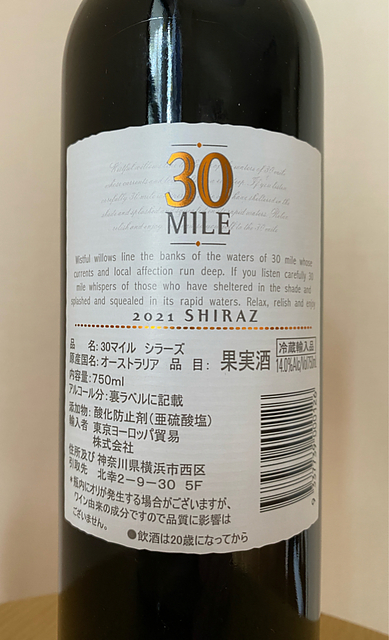 30
MILE
Wistful willows line the banks of the waters of 30 mile whose
currents and local affection run deep. If you listen carefully 30
mile whispers of those who have sheltered in the shade and
splashed and squealed in its rapid waters. Relax, relish and enjoy
2021 SHIRAZ
品 名:30マイル シラーズ
原産国名:オーストラリア 品 目: 果実酒
冷蔵輸入品
14.0%Alc/Vol750ml
内容量:750ml
アルコール分:裏ラベルに記載
添加物:酸化防止剤(亜硫酸塩)
輸入者 東京ヨーロッパ貿易
株式会社
住所及び 神奈川県横浜市西区
引取先 北幸2-9-30 5F
*瓶内にオリが発生する場合がございますが、
ワイン由来の成分ですので品質に影響は
ございません。
●飲酒は20歳になってから